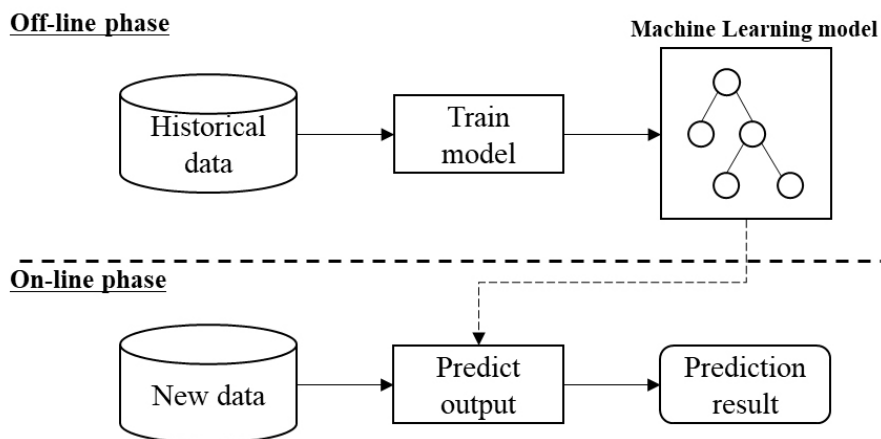 Off-line phase
Machine Learning model
Historical
data
Train
model
On-line phase
New data
Predict
output
Prediction
result